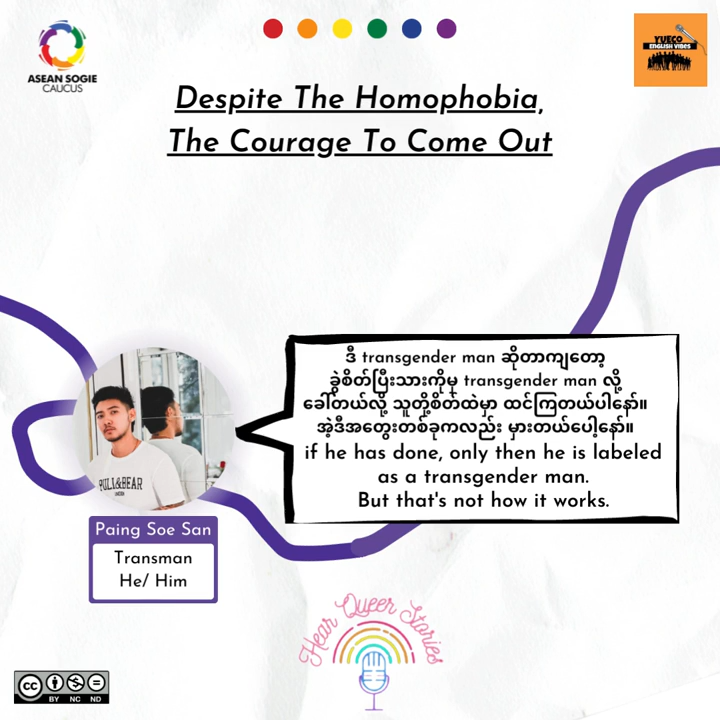 ASEAN SOGIE
CAUCUS
YUECO
ENGLISH VIBES
Despite The Homophobia,
The Courage To Come Out
ဒီ transgender man ဆိုတာကျတော့
ခွဲစိတ်ပြီးသားကိုမှ transgender man လို့
ခေါ်တယ်လို့ သူတို့စိတ်ထဲမှာ ထင်ကြတယ်ပါနော်။
အဲ့ဒီအတွေးတစ်ခုကလည်း မှားတယ်ပေါ့နော်။
if he has done, only then he is labeled
as a transgender man.
But that's not how it works.
PULL&BEAR
Paing Soe San
Transman
He/ Him
Hear Queer Stories
cc
BY NC ND